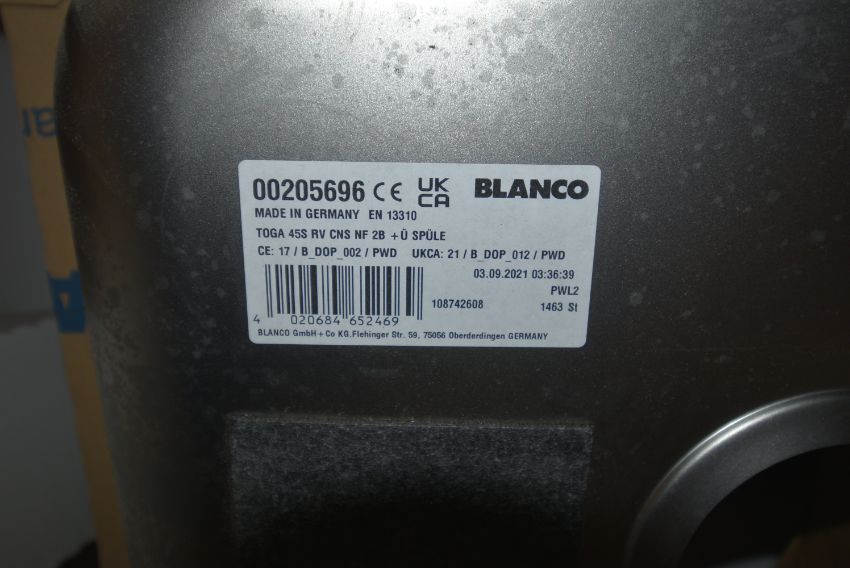 00205696 CE UK CA BLANCO
MADE IN GERMANY EN 13310
TOGA 45S RV CNS NF 2B +Ü SPÜLE
CE: 17 / B_DOP_002 / PWD UKCA: 21 / B_DOP_012 / PWD
03.09.2021 03:36:39
PWL2
108742608 1463 St
4 020684 652469
BLANCO GmbH + Co KG.Flehinger Str. 59, 75056 Oberderdingen GERMANY